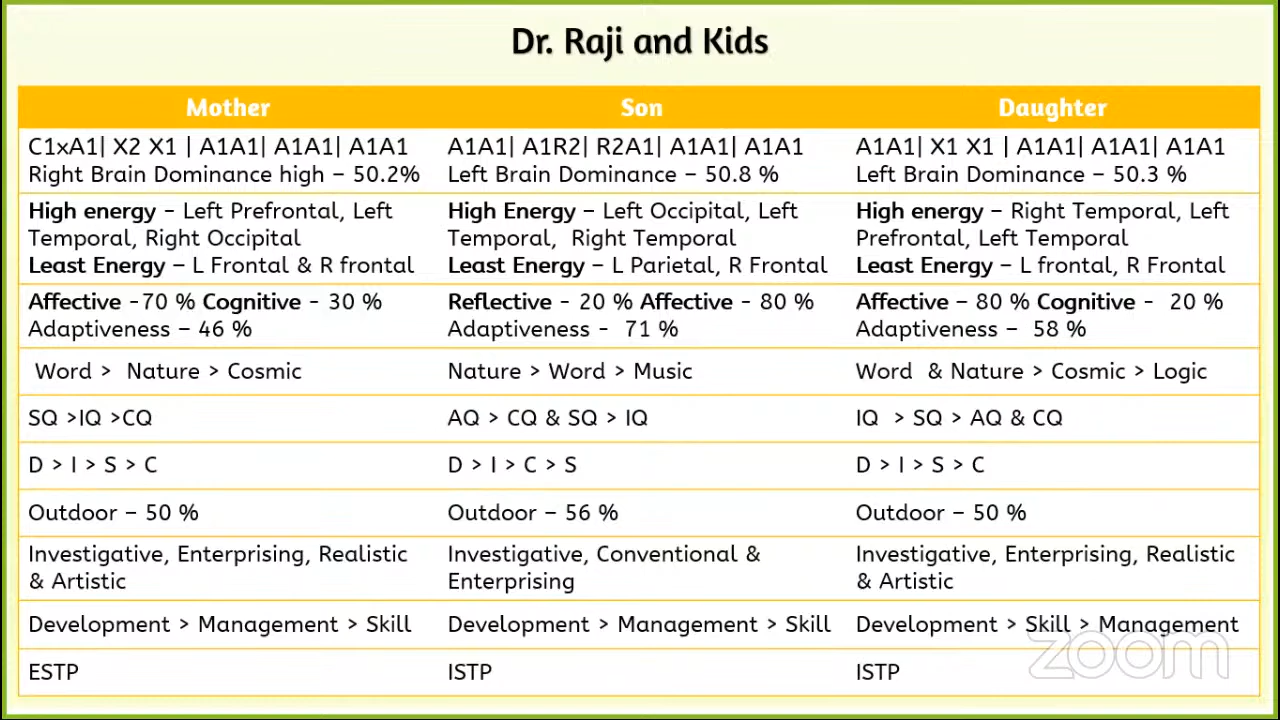 Dr. Raji and Kids
Mother
Son
Daughter
C1xA1| X2 X1 | A1A1| A1A1| A1A1
Right Brain Dominance high – 50.2%
A1A1| A1R2| R2A1| A1A1| A1A1
Left Brain Dominance – 50.8 %
A1A1| X1 X1 | A1A1| A1A1| A1A1
Left Brain Dominance – 50.3 %
High energy – Left Prefrontal, Left
Temporal, Right Occipital
Least Energy – L Frontal & R frontal
High Energy – Left Occipital, Left
Temporal,  Right Temporal
Least Energy – L Parietal, R Frontal
High energy – Right Temporal, Left
Prefrontal, Left Temporal
Least Energy – L frontal, R Frontal
Affective -70 % Cognitive - 30 %
Adaptiveness – 46 %
Reflective - 20 % Affective - 80 %
Adaptiveness -  71 %
Affective – 80 % Cognitive -  20 %
Adaptiveness –  58 %
Word >  Nature > Cosmic
Nature > Word > Music
Word  & Nature > Cosmic > Logic
SQ >IQ >CQ
AQ > CQ & SQ > IQ
IQ  > SQ > AQ & CQ
D > I > S > C
D > I > C > S
D > I > S > C
Outdoor – 50 %
Outdoor – 56 %
Outdoor – 50 %
Investigative, Enterprising, Realistic
& Artistic
Investigative, Conventional &
Enterprising
Investigative, Enterprising, Realistic
& Artistic
Development > Management > Skill
Development > Management > Skill
Development > Skill > Management
ESTP
ISTP
ISTP
zoom